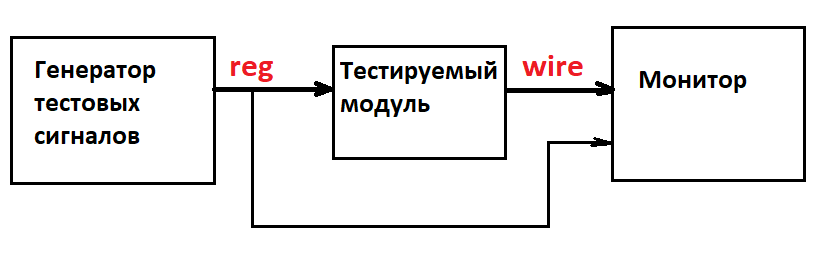 Генератор
тестовых
сигналов
reg
Тестируемый
модуль
wire
Монитор